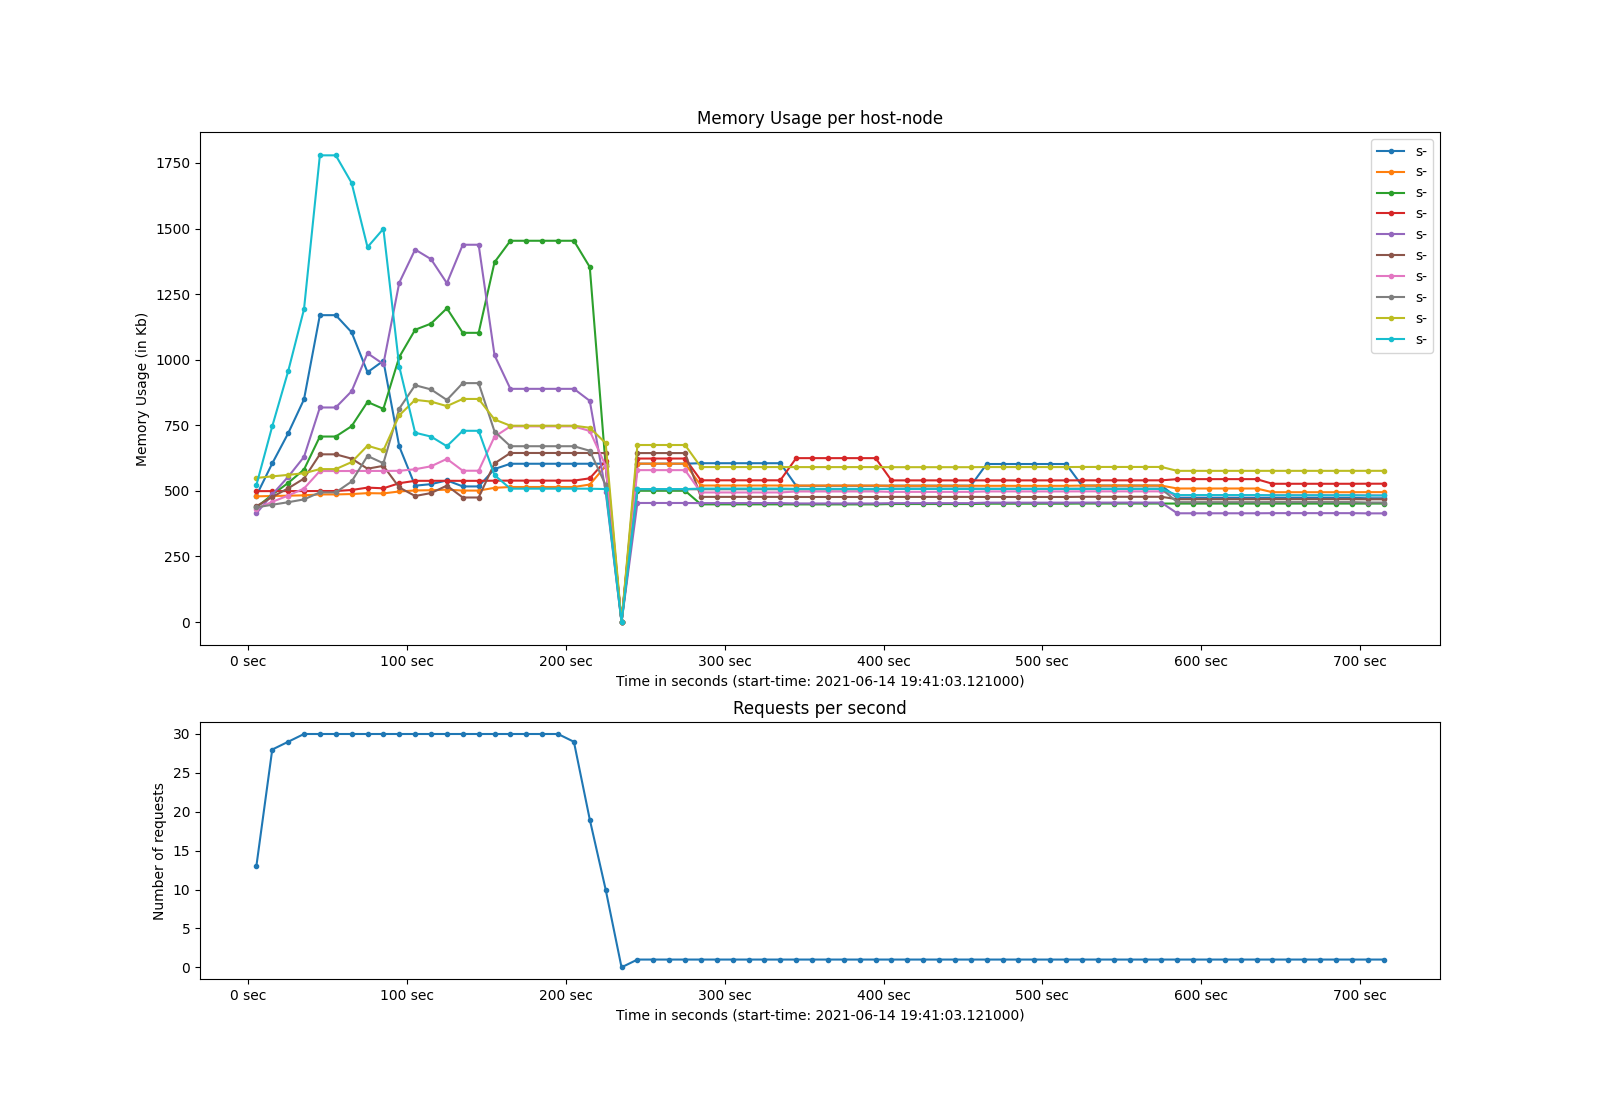 Memory Usage per host-node
Memory Usage (in Kb)
1750
1500
1250
1000
750
500
250
0
s-
s-
s-
s-
s-
s-
s-
s-
s-
s-
0 sec 100 sec 200 sec 300 sec 400 sec 500 sec 600 sec 700 sec
Time in seconds (start-time: 2021-06-14 19:41:03.121000)
Requests per second
Number of requests
30
25
20
15
10
5
0
0 sec 100 sec 200 sec 300 sec 400 sec 500 sec 600 sec 700 sec
Time in seconds (start-time: 2021-06-14 19:41:03.121000)